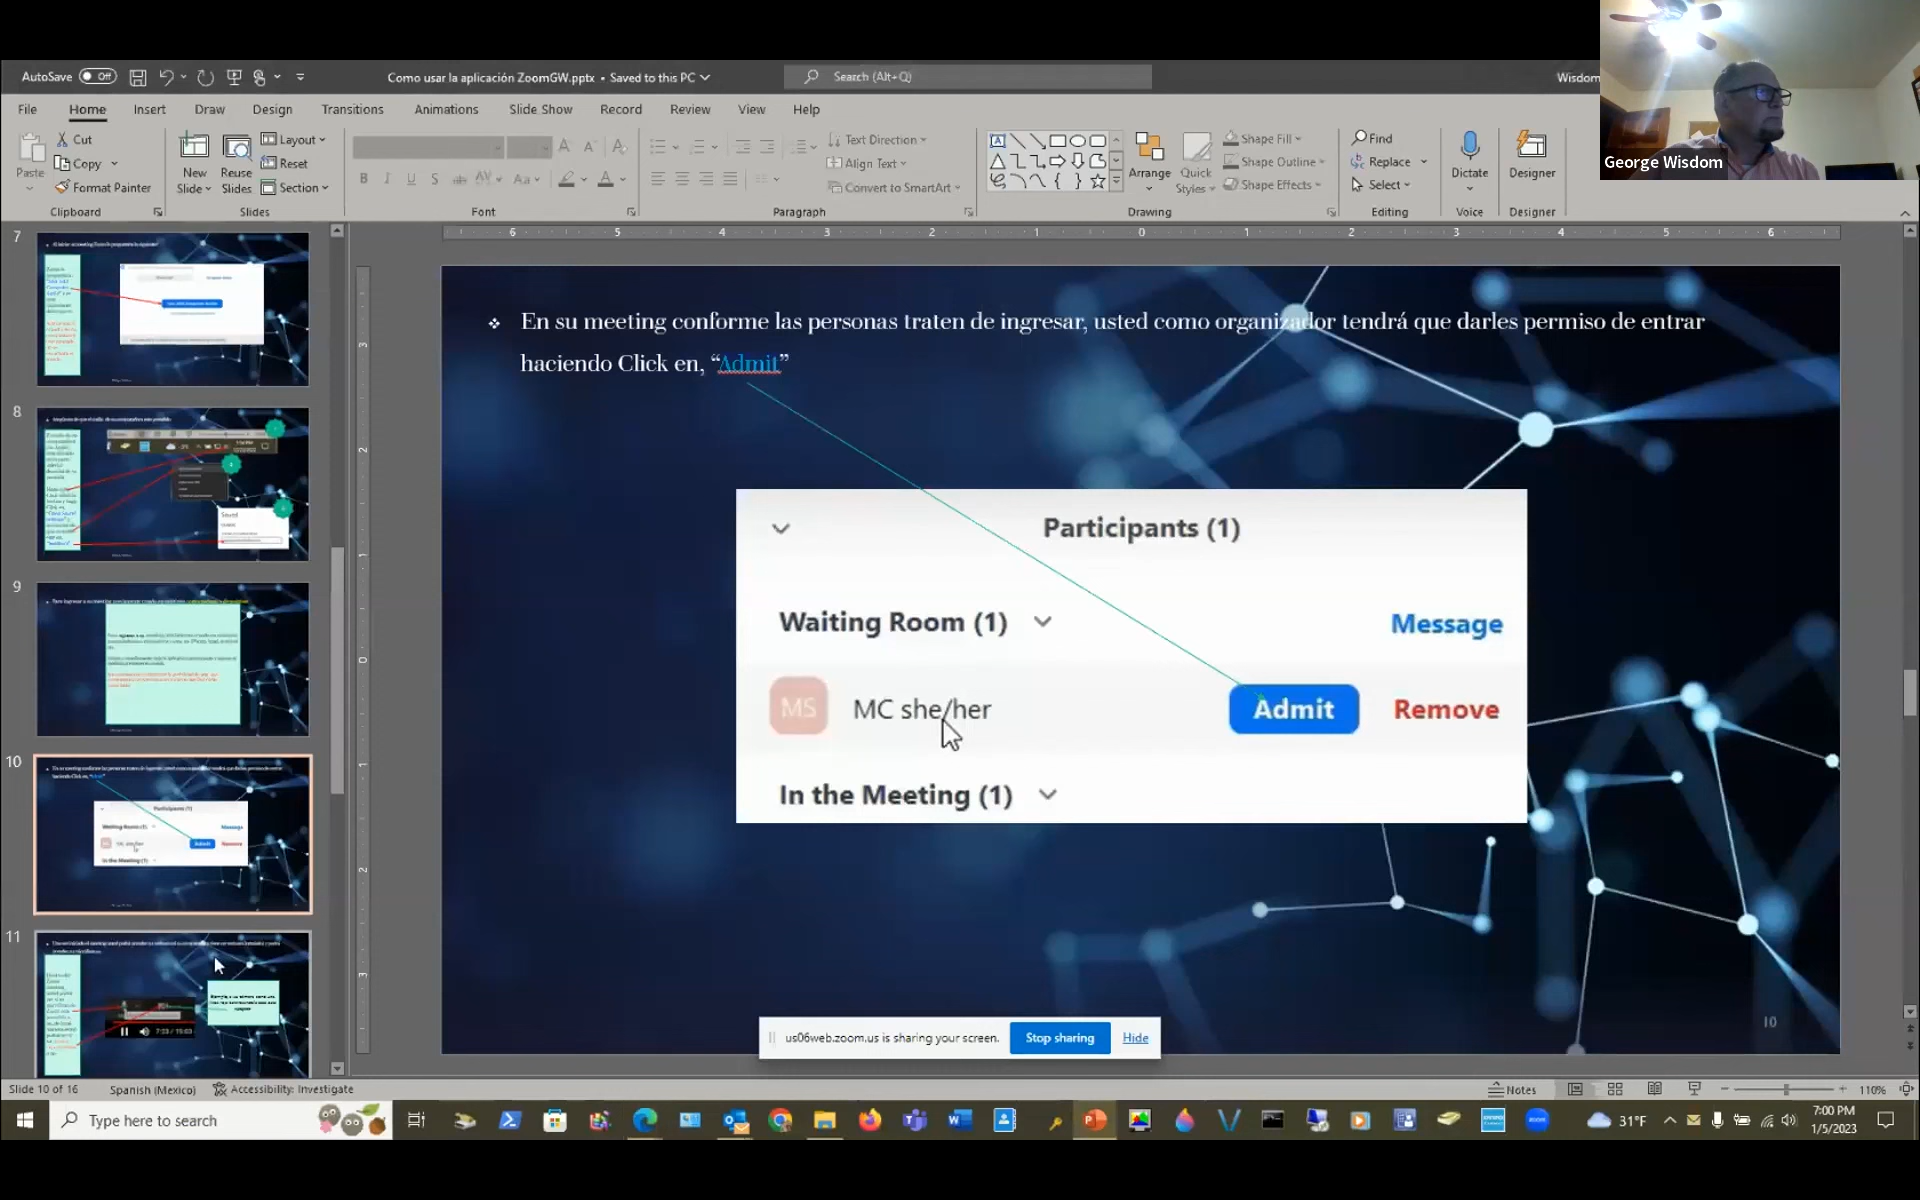 George Wisdom
AutoSave Off
Como usar la aplicación ZoomGW.pptx • Saved to this PC
Search (Alt+Q)
Wisdom
File Home Insert Draw Design Transitions Animations Slide Show Record Review View Help
Paste
Cut
Copy
Format Painter
Clipboard
New Slide
Reuse Slides
Layout
Reset
Section
Slides
Font
Text Direction
Align Text
Convert to SmartArt
Paragraph
Arrange
Quick Styles
Shape Fill
Shape Outline
Shape Effects
Drawing
Find
Replace
Select
Editing
Dictate
Voice
Designer
Designer
7
8
9
10
11
En su meeting conforme las personas traten de ingresar, usted como organizador tendrá que darles permiso de entrar
haciendo Click en, “Admit”
Participants (1)
Waiting Room (1) Message
MS MC she/her Admit Remove
In the Meeting (1)
10
us06web.zoom.us is sharing your screen. Stop sharing Hide
Slide 10 of 16 Spanish (Mexico) Accessibility: Investigate Notes 110%
Type here to search
31°F
7:00 PM
1/5/2023